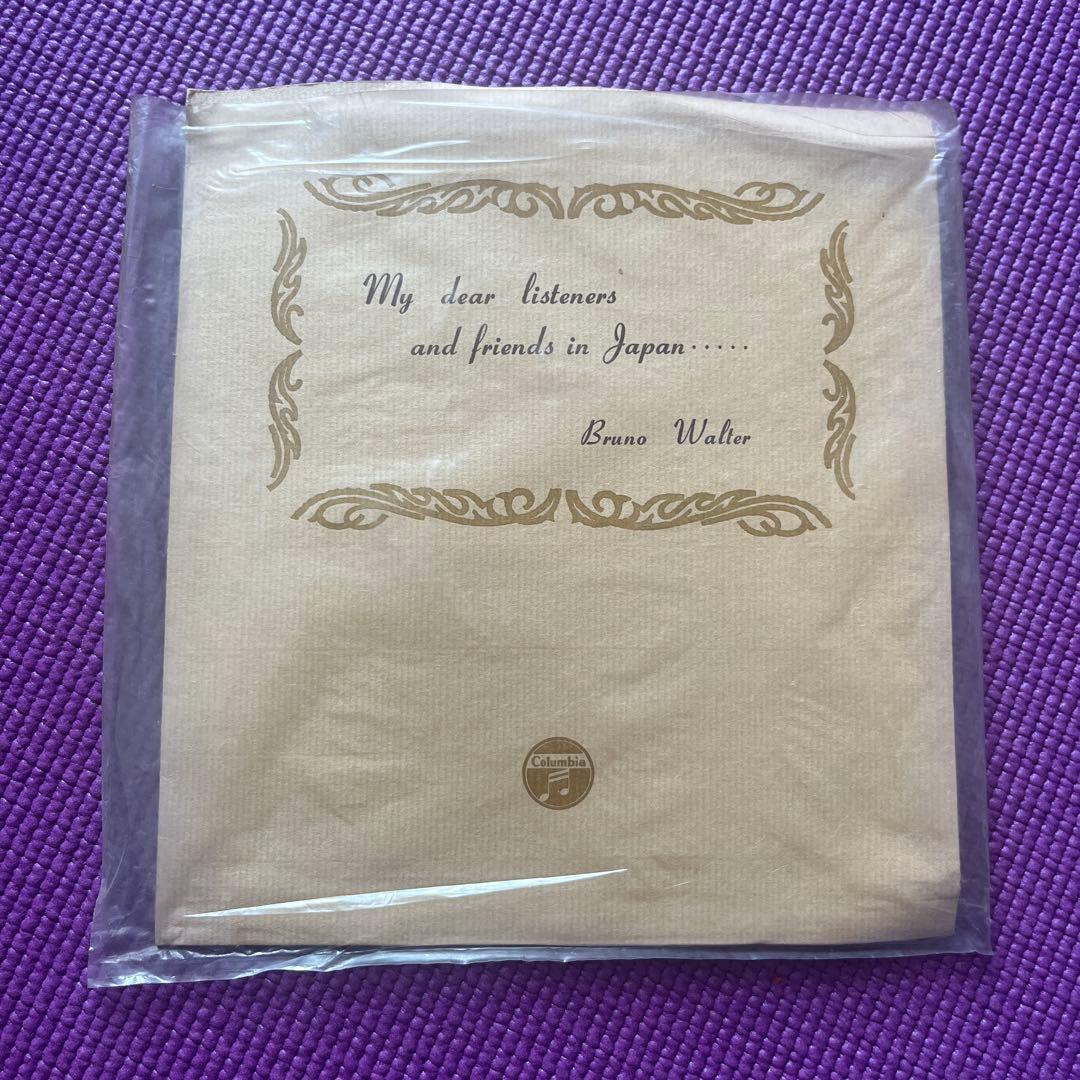 My dear listeners
and friends in Japan.....
Bruno Walter
Columbia